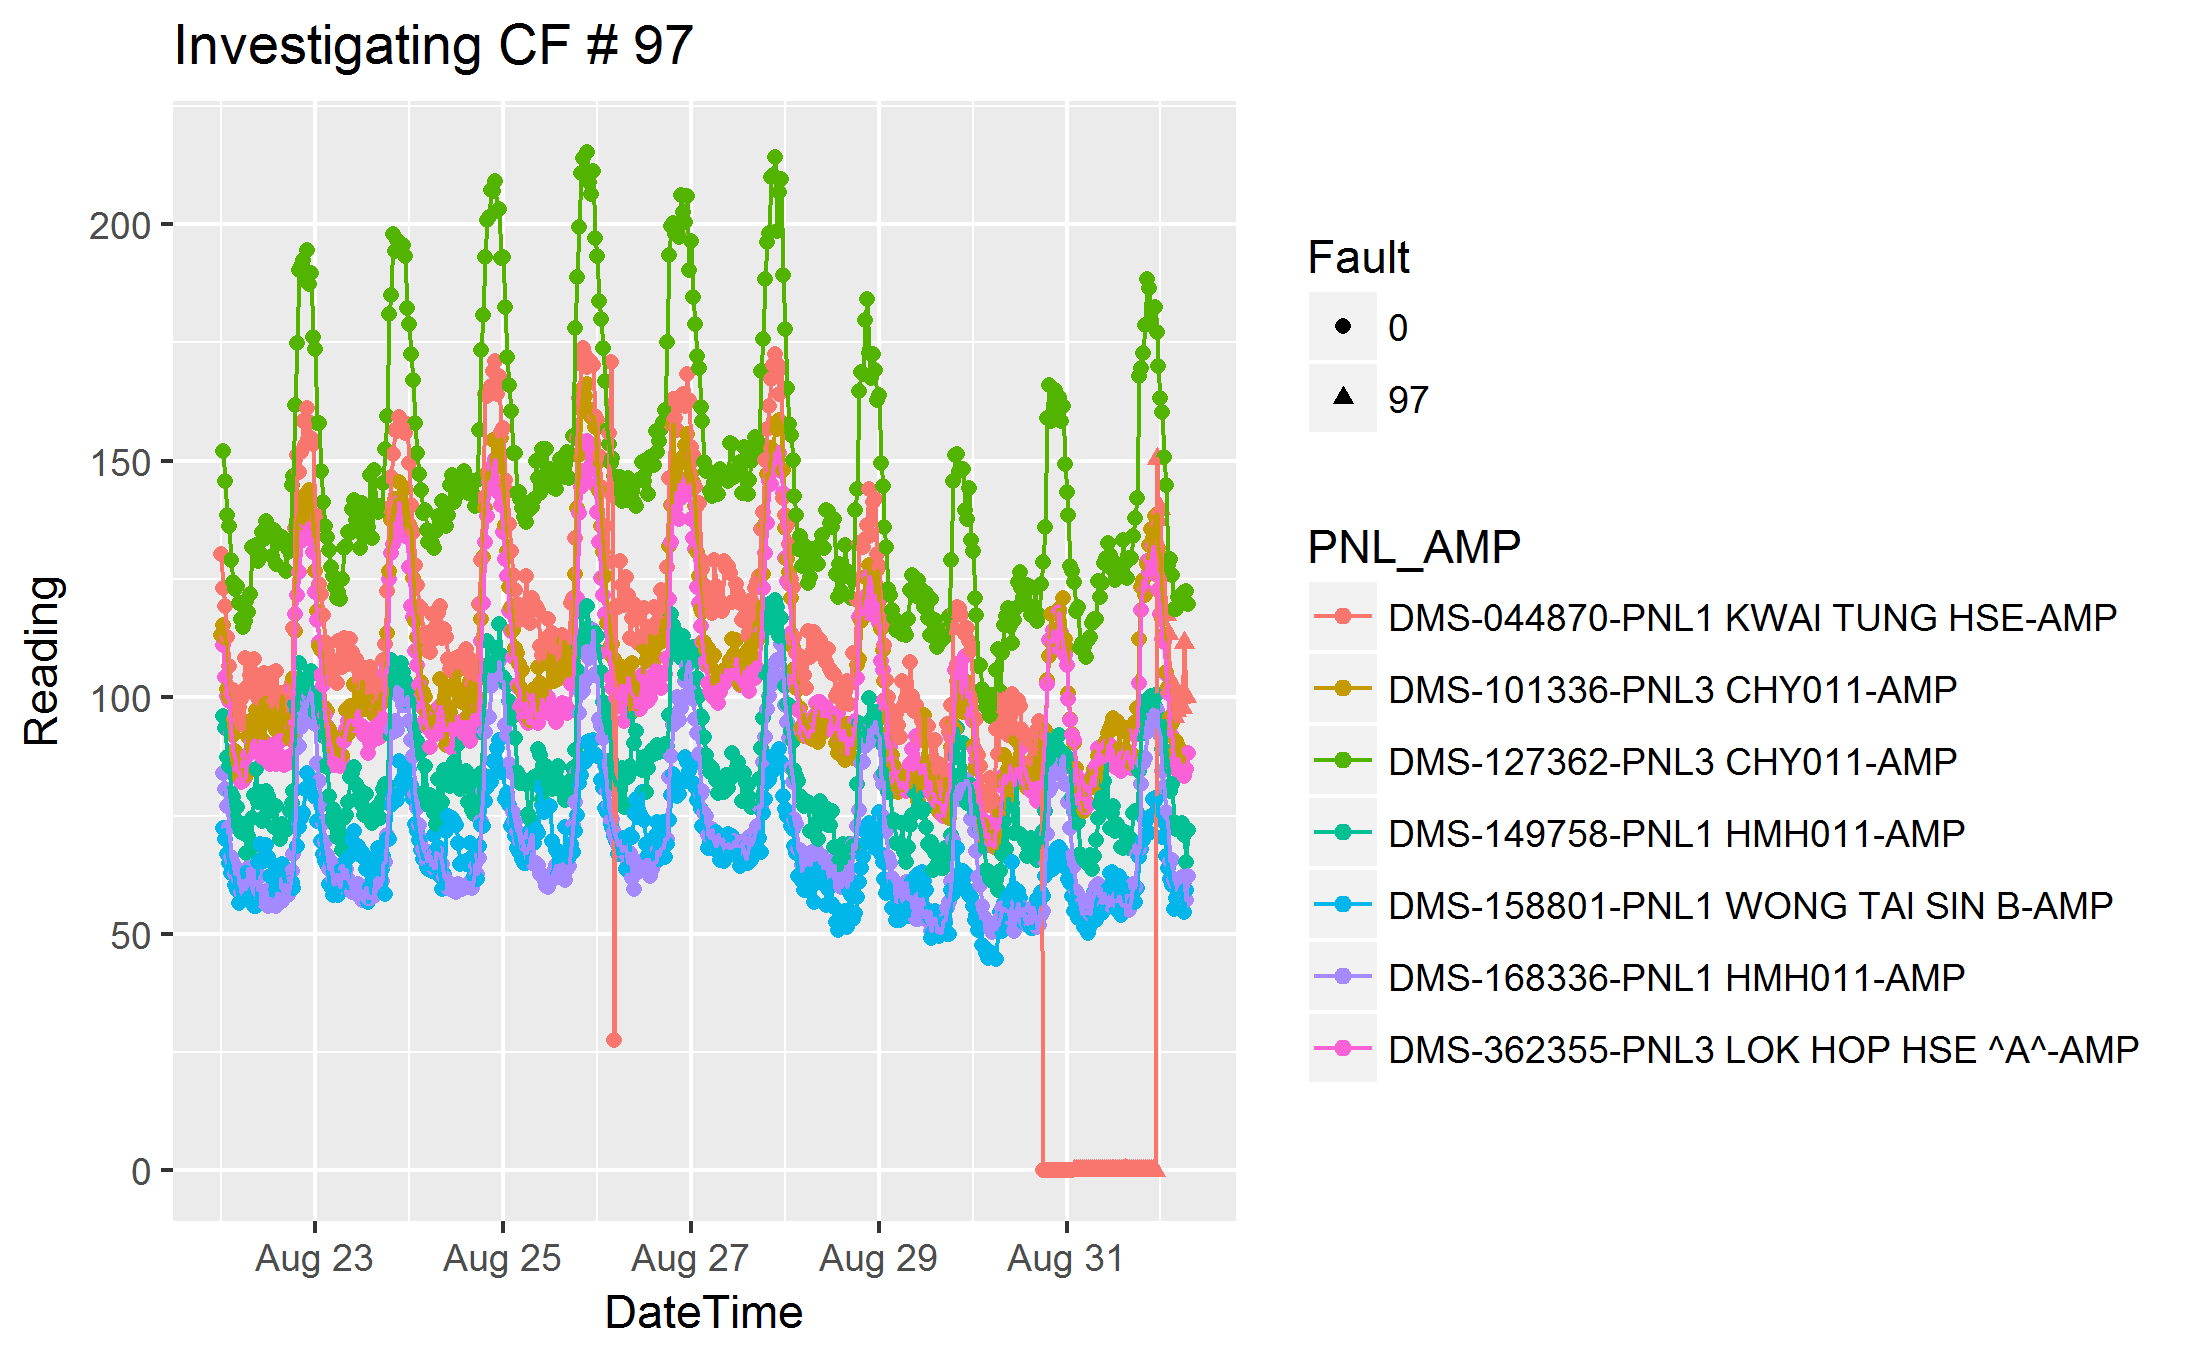 Investigating CF # 97
Reading
200
150
100
50
0
Aug 23
Aug 25
Aug 27
Aug 29
Aug 31
DateTime
Fault
0
97
PNL_AMP
DMS-044870-PNL1 KWAI TUNG HSE-AMP
DMS-101336-PNL3 CHY011-AMP
DMS-127362-PNL3 CHY011-AMP
DMS-149758-PNL1 HMH011-AMP
DMS-158801-PNL1 WONG TAI SIN B-AMP
DMS-168336-PNL1 HMH011-AMP
DMS-362355-PNL3 LOK HOP HSE ^A^-AMP